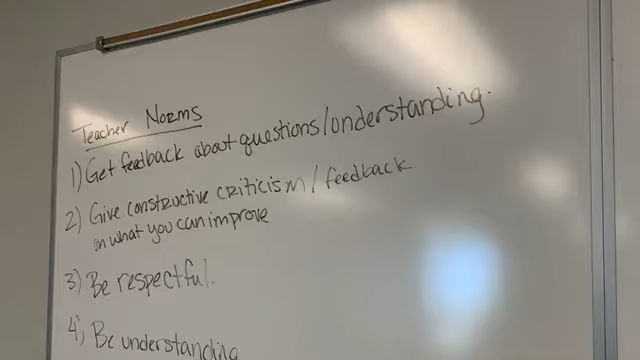 Teacher Norms
1) Get feedback about questions/understanding.
2) Give constructive criticism/feedback
on what you can improve
3) Be respectful.
4) Be understanding